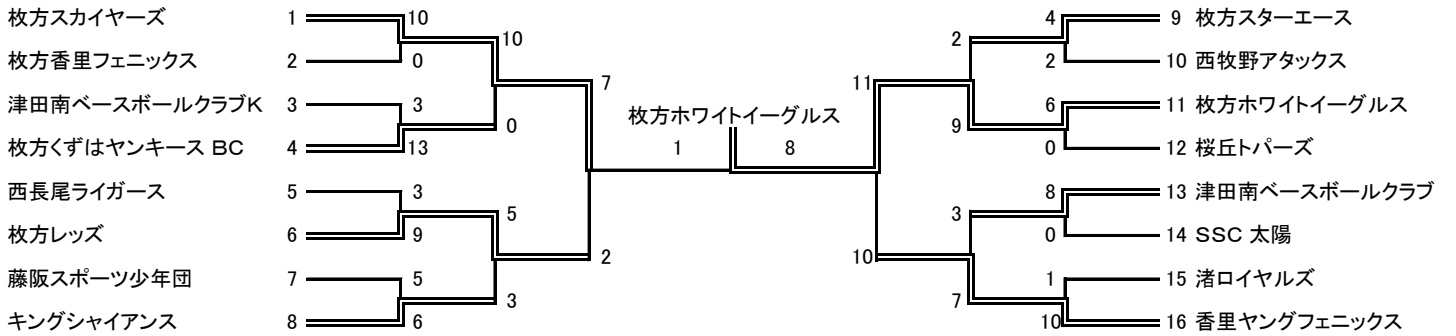 枚方スカイヤーズ 1 10
10
枚方香里フェニックス 2 0
7
津田南ベースボールクラブK 3 3
0
枚方くずはヤンキース BC 4 13
西長尾ライガース 5 3
5
枚方レッズ 6 9
2
藤阪スポーツ少年団 7 5
3
キングシャイアンス 8 6
枚方ホワイトイーグルス
1 8
4 9 枚方スターエース
2
2 10 西牧野アタックス
11
6 11 枚方ホワイトイーグルス
9
0 12 桜丘トパーズ
8 13 津田南ベースボールクラブ
3
0 14 SSC 太陽
10
1 15 渚ロイヤルズ
7
10 16 香里ヤングフェニックス